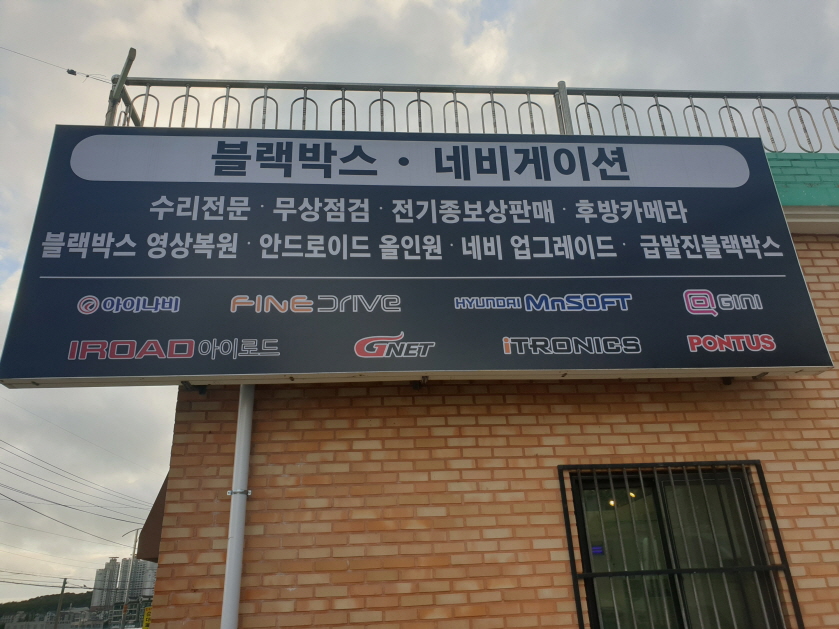 블랙박스 · 네비게이션
수리전문 · 무상점검 · 전기종보상판매 · 후방카메라
블랙박스 영상복원 · 안드로이드 올인원 · 네비 업그레이드 · 급발진블랙박스
아이나비 FINEDRIVE HYUNDAI MnSOFT GINI
IROAD 아이로드 GNET iTRONICS PONTUS